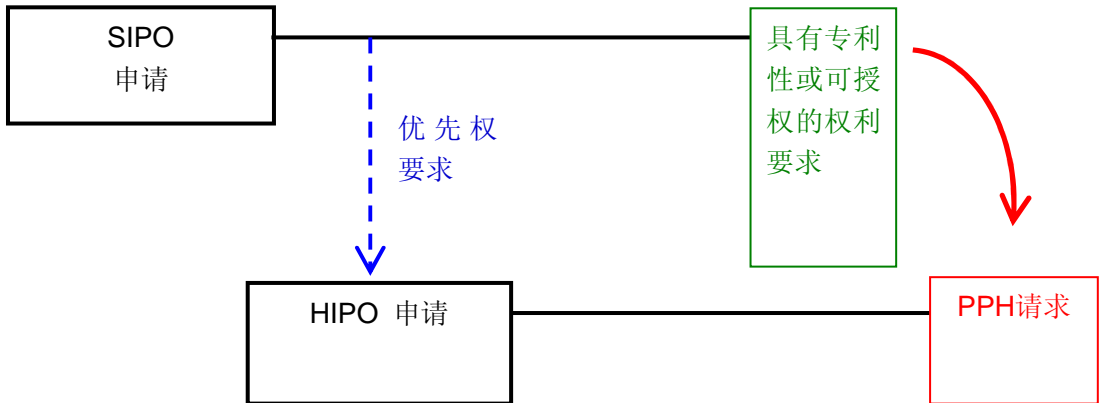 SIPO
申请
具有专利
性或可授
权的权利
要求
优先权
要求
HIPO 申请
PPH请求